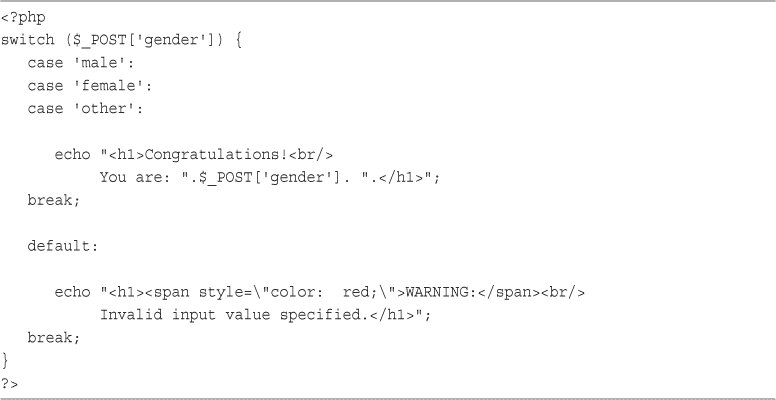 <?php
switch ($_POST['gender']) {
   case 'male':
   case 'female':
   case 'other':

      echo "<h1>Congratulations!<br/>
           You are: ".$_POST['gender']. ".</h1>";
   break;

   default:

      echo "<h1><span style=\"color:  red;\">WARNING:</span><br/>
           Invalid input value specified.</h1>";
   break;
}
?>